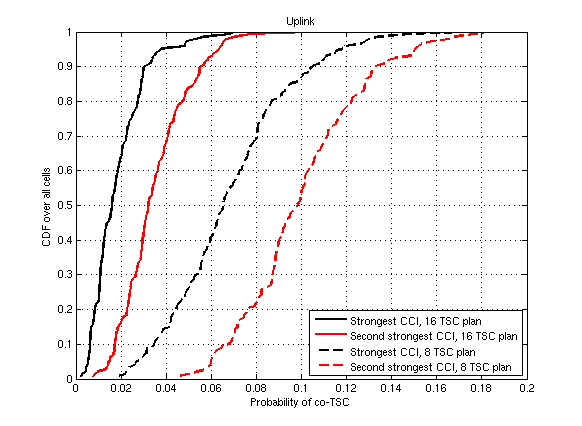 Uplink
CDF over all cells
1
0.9
0.8
0.7
0.6
0.5
0.4
0.3
0.2
0.1
0
Strongest CCI, 16 TSC plan
Second strongest CCI, 16 TSC plan
Strongest CCI, 8 TSC plan
Second strongest CCI, 8 TSC plan
0 0.02 0.04 0.06 0.08 0.1 0.12 0.14 0.16 0.18 0.2
Probability of co-TSC